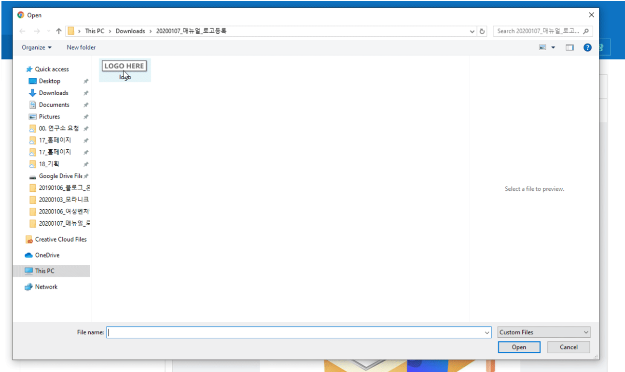 Open
This PC > Downloads > 20200107_매뉴얼_로고등록
Search 20200107_매뉴얼_로고...
Organize
New folder
Quick access
Desktop
Downloads
Documents
Pictures
00. 연구소 요청
17_홈페이지
17_홈페이지
18_기획
Google Drive File
20190106_블로그_
20200103_모라니크
20200106_여성벤처
20200107_매뉴얼_
Creative Cloud Files
OneDrive
This PC
Network
LOGO HERE
logo
Select a file to preview.
File name:
Custom Files
Open
Cancel